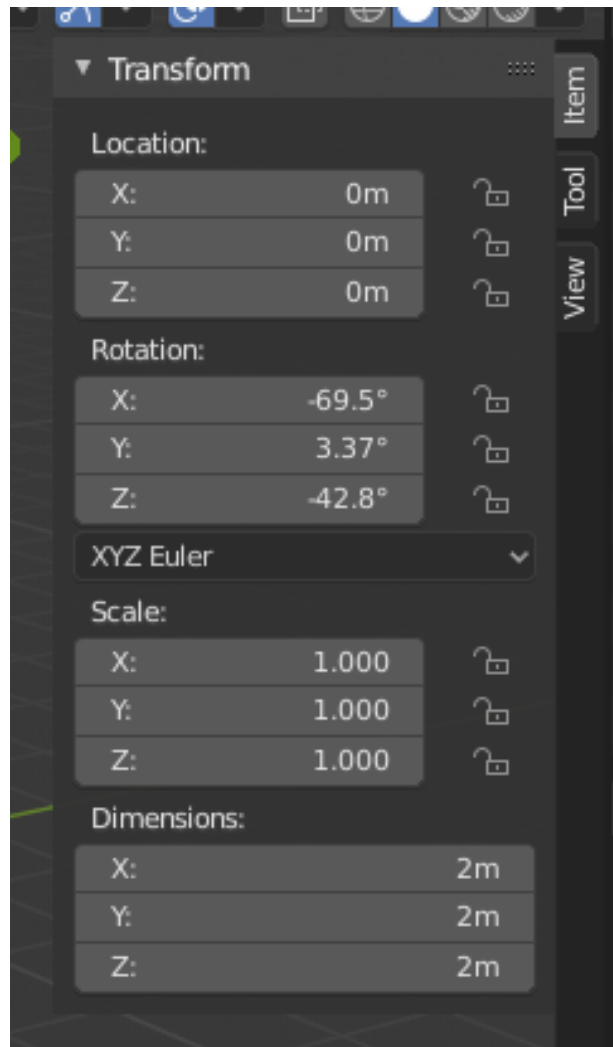 Transform
Item
Location:
X: 0m
Tool
Y: 0m
Z: 0m
View
Rotation:
X: -69.5°
Y: 3.37°
Z: -42.8°
XYZ Euler
Scale:
X: 1.000
Y: 1.000
Z: 1.000
Dimensions:
X: 2m
Y: 2m
Z: 2m